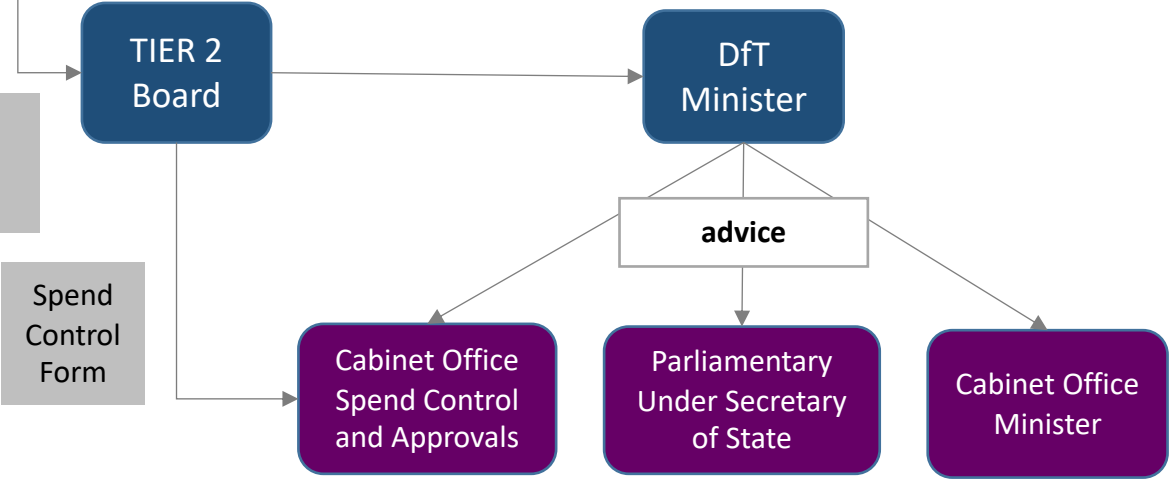 TIER 2
Board
DfT
Minister
advice
Spend
Control
Form
Cabinet Office
Spend Control
and Approvals
Parliamentary
Under Secretary
of State
Cabinet Office
Minister